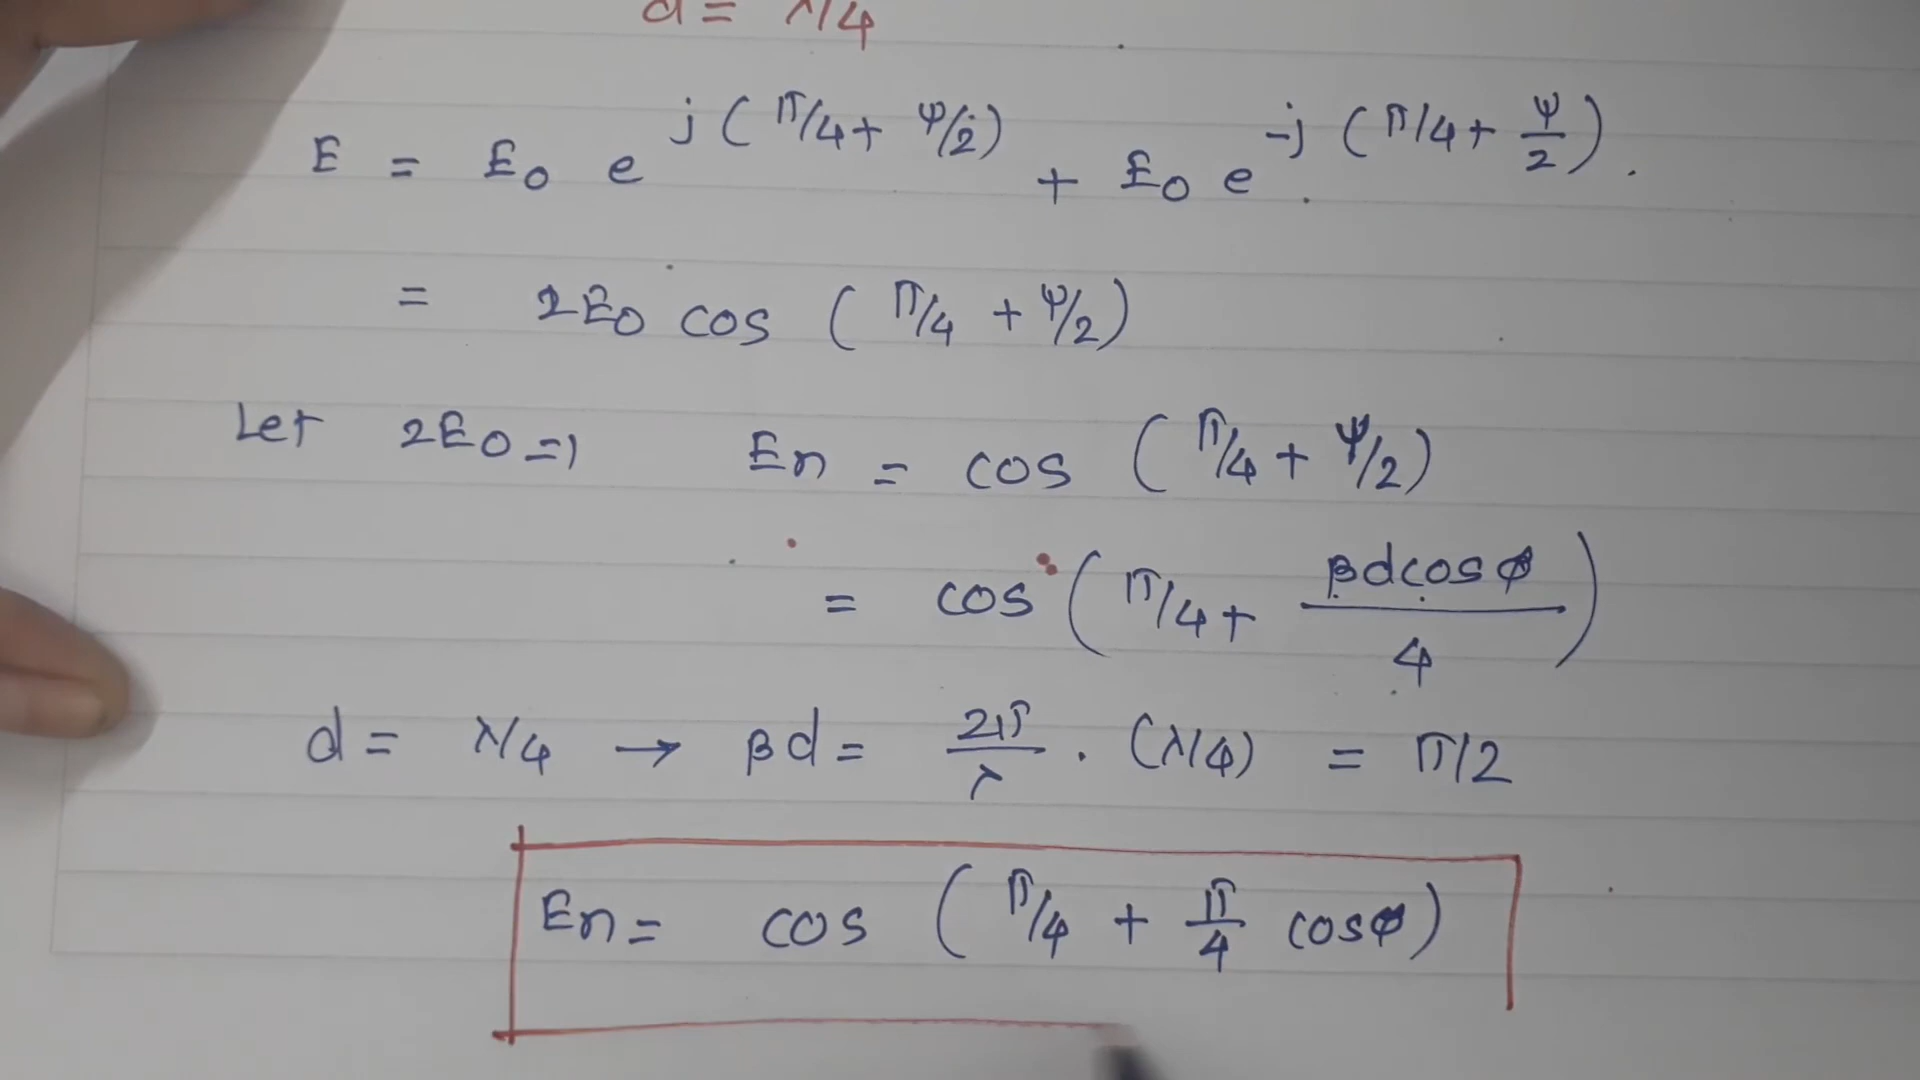 d = λ/4
E = E₀ e^{j(π/4 + ψ/2)} + E₀ e^{-j(π/4 + ψ/2)}.
= 2E₀ cos (π/4 + ψ/2)
Let 2E₀=1 En = cos (π/4 + ψ/2)
= cos (π/4 + βdcosφ/4)
d = λ/4 → βd = 2π/λ . (λ/4) = π/2
En = cos (π/4 + π/4 cosφ)